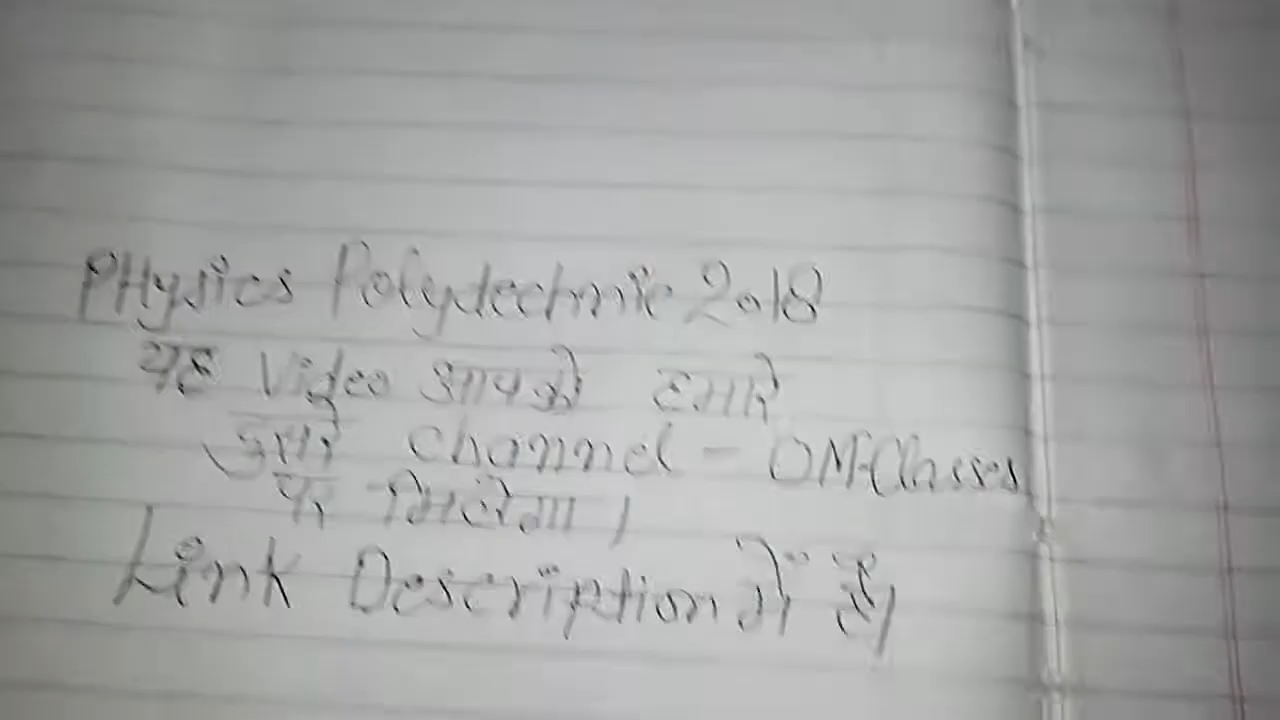 PHysics Polytechnic 2018
यह Video आपको हमारे
दुसरे Channel - OM Classes
पर मिलेगा।
Link Description में है।